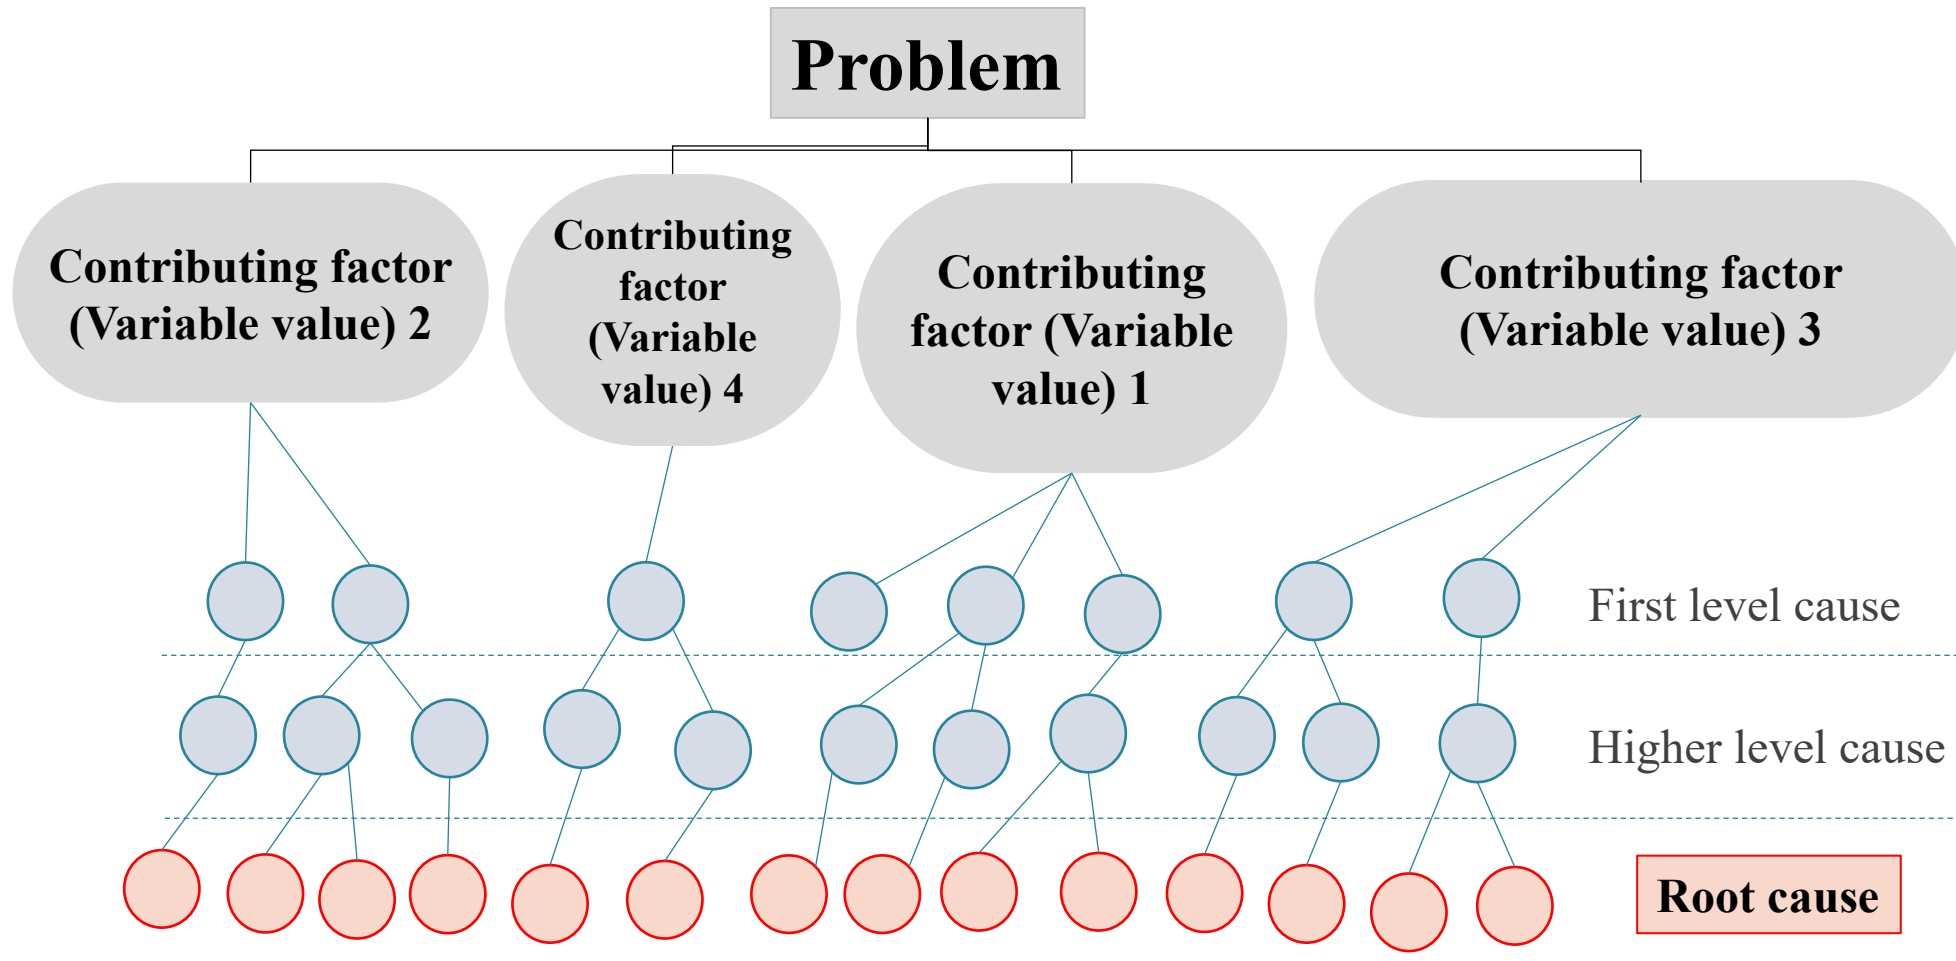 Problem
Contributing factor
(Variable value) 2
Contributing
factor
(Variable
value) 4
Contributing
factor (Variable
value) 1
Contributing factor
(Variable value) 3
First level cause
Higher level cause
Root cause